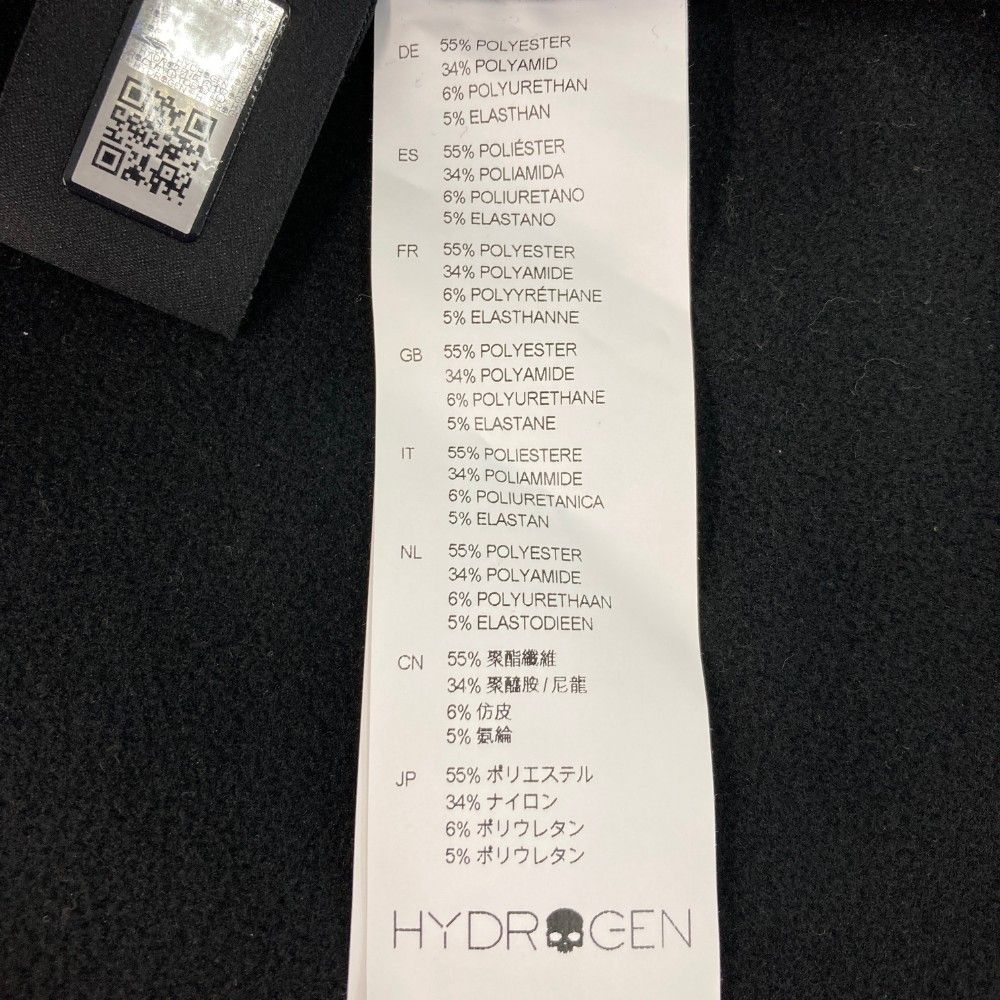 DE 55% POLYESTER
34% POLYAMID
6% POLYURETHAN
5% ELASTHAN
ES 55% POLIÉSTER
34% POLIAMIDA
6% POLIURETANO
5% ELASTANO
FR 55% POLYESTER
34% POLYAMIDE
6% POLYYRÉTHANE
5% ELASTHANNE
GB 55% POLYESTER
34% POLYAMIDE
6% POLYURETHANE
5% ELASTANE
IT 55% POLIESTERE
34% POLIAMMIDE
6% POLIURETANICA
5% ELASTAN
NL 55% POLYESTER
34% POLYAMIDE
6% POLYURETHAAN
5% ELASTODIEEN
CN 55% 聚酯纖維
34% 聚醯胺/尼龍
6% 仿皮
5% 氨綸
JP 55% ポリエステル
34% ナイロン
6% ポリウレタン
5% ポリウレタン
HYDROGEN